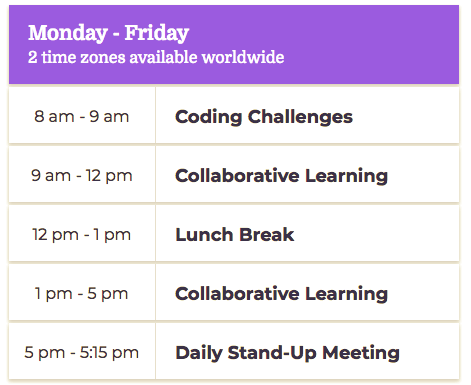 Monday - Friday
2 time zones available worldwide
8 am - 9 am Coding Challenges
9 am - 12 pm Collaborative Learning
12 pm - 1 pm Lunch Break
1 pm - 5 pm Collaborative Learning
5 pm - 5:15 pm Daily Stand-Up Meeting